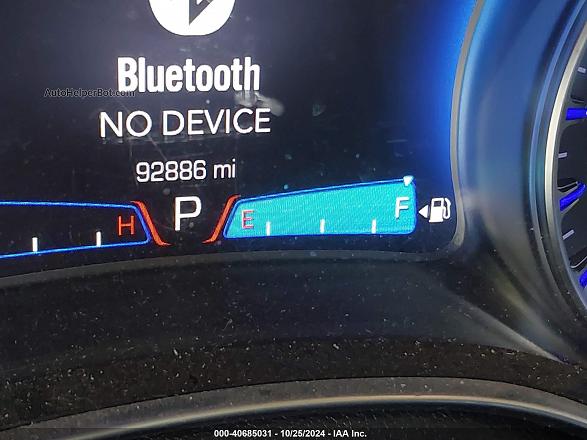 Bluetooth
AutoHelperBot.com
NO DEVICE
92886 mi
H P E F
000-40685031 - 10/25/2024 - IAA Inc.